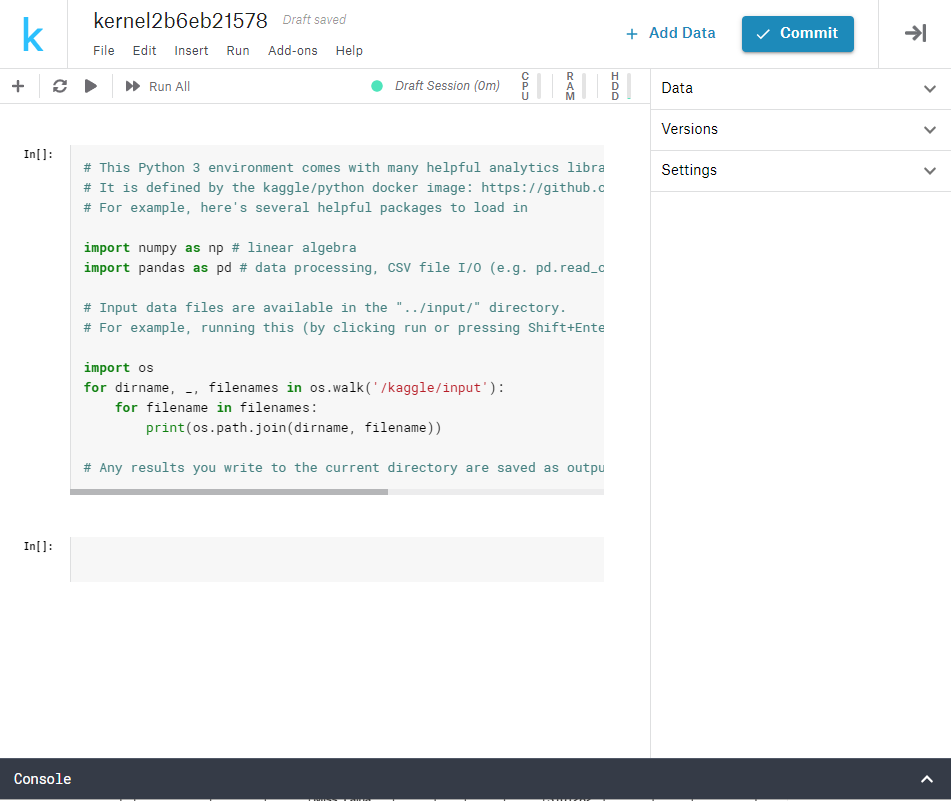 k
kernel2b6eb21578 Draft saved
File Edit Insert Run Add-ons Help
+ Add Data
Commit
Run All
Draft Session (0m)
CPU
RAM
HDD
Data
Versions
Settings
In[]:
# This Python 3 environment comes with many helpful analytics libra
# It is defined by the kaggle/python docker image: https://github.c
# For example, here's several helpful packages to load in
import numpy as np # linear algebra
import pandas as pd # data processing, CSV file I/O (e.g. pd.read_c
# Input data files are available in the "../input/" directory.
# For example, running this (by clicking run or pressing Shift+Ente
import os
for dirname, _, filenames in os.walk('/kaggle/input'):
    for filename in filenames:
        print(os.path.join(dirname, filename))
# Any results you write to the current directory are saved as outpu
In[]:
Console